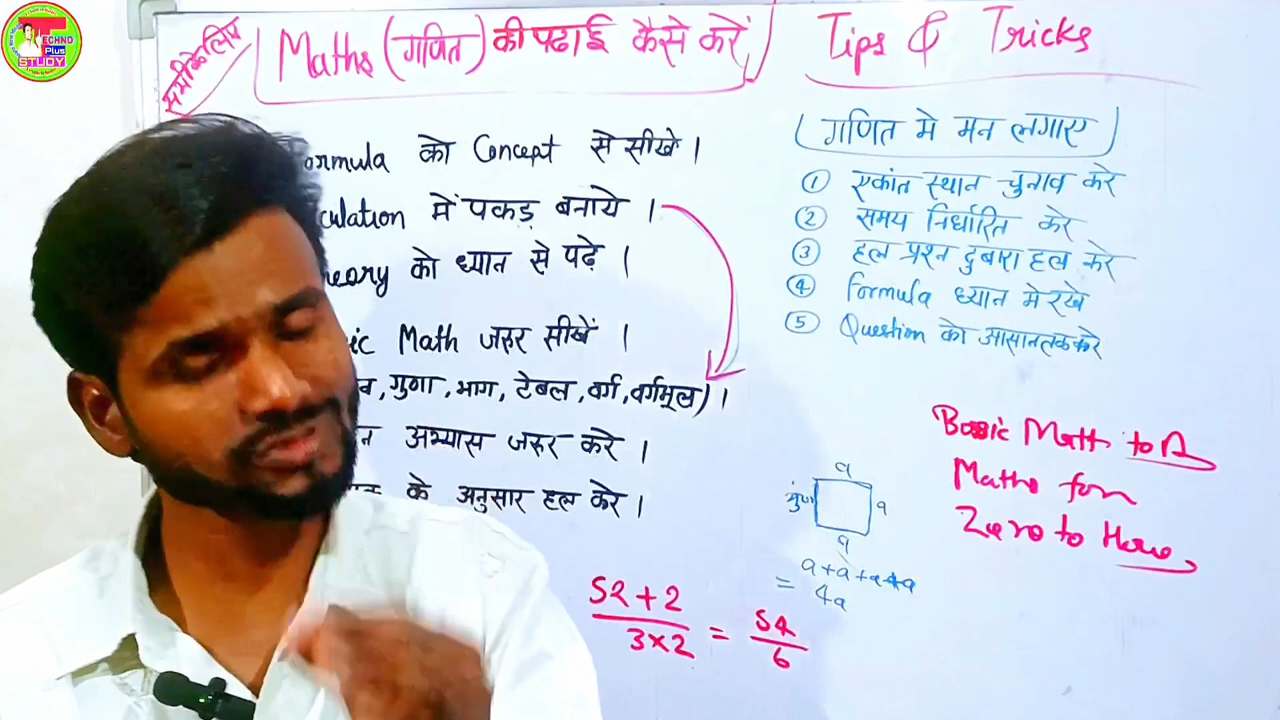 TECHNO
Plus
STUDY
सभी के लिए
Maths (गणित) की पढाई कैसे करें
Tips & Tricks
ormula को Concept से सीखे ।
culation में पकड़ बनाये ।
eory को ध्यान से पढ़े ।
ic Math जरुर सीखें ।
व, गुणा, भाग, टेबल, वर्ग, वर्गमूल) ।
न अभ्यास जरुर करे ।
के अनुसार हल करे ।
(गणित मे मन लगाए)
① एकांत स्थान चुनाव करे
② समय निर्धारित करे
③ हल प्रश्न दुबारा हल करे
④ Formula ध्यान मे रखे
⑤ Question को आसान तक करे
Basic Math to A
Maths for
Zero to Hero
a
a
a
a+a+a+a
= 4a
52+2
3×2
= 54
6